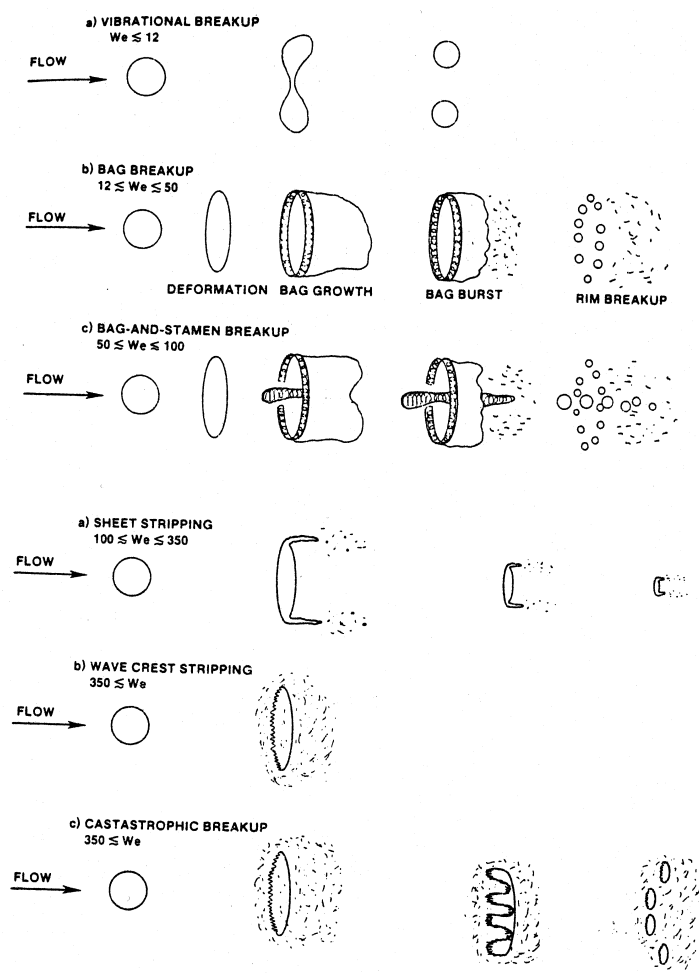 a) VIBRATIONAL BREAKUP
We ≲ 12
FLOW
b) BAG BREAKUP
12 ≲ We ≲ 50
FLOW
DEFORMATION BAG GROWTH BAG BURST RIM BREAKUP
c) BAG-AND-STAMEN BREAKUP
50 ≲ We ≲ 100
FLOW
a) SHEET STRIPPING
100 ≲ We ≲ 350
FLOW
b) WAVE CREST STRIPPING
350 ≲ We
FLOW
c) CASTASTROPHIC BREAKUP
350 ≲ We
FLOW